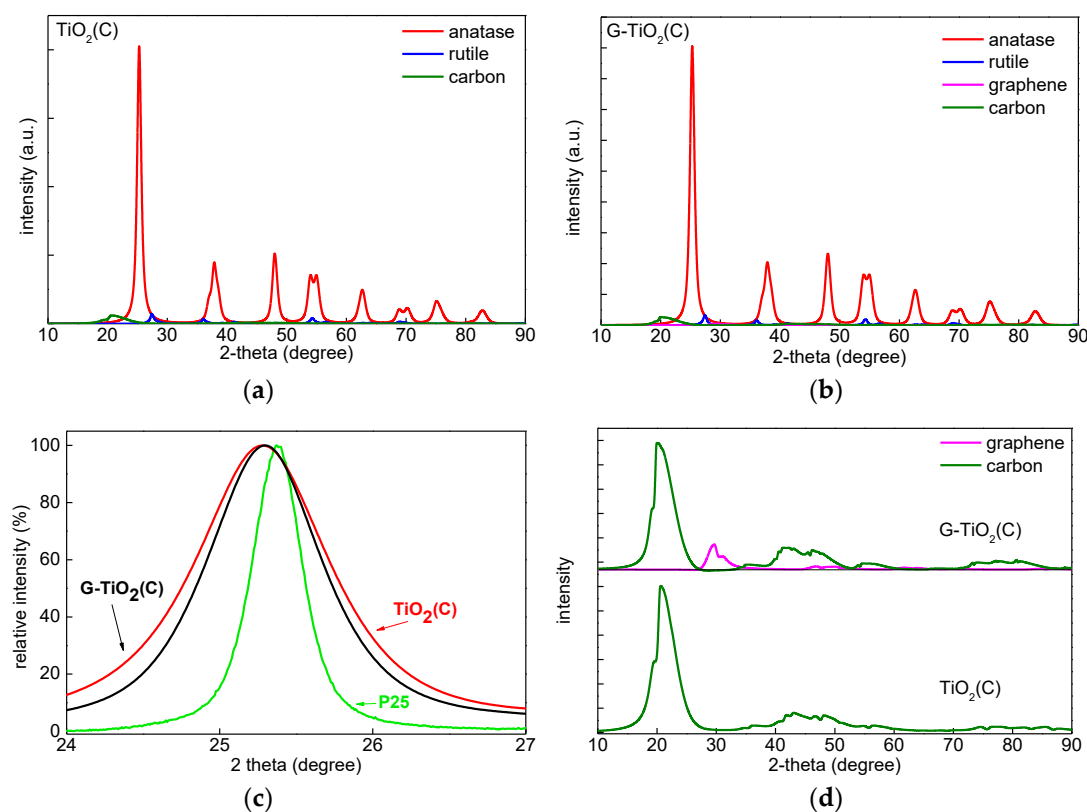 TiO2(C)
anatase
rutile
carbon
intensity (a.u.)
10 20 30 40 50 60 70 80 90
2-theta (degree)
(a)
G-TiO2(C)
anatase
rutile
graphene
carbon
intensity (a.u.)
10 20 30 40 50 60 70 80 90
2-theta (degree)
(b)
100
80
60
40
20
0
relative intensity (%)
G-TiO2(C)
TiO2(C)
P25
24 25 26 27
2 theta (degree)
(c)
graphene
carbon
G-TiO2(C)
TiO2(C)
intensity
10 20 30 40 50 60 70 80 90
2-theta (degree)
(d)